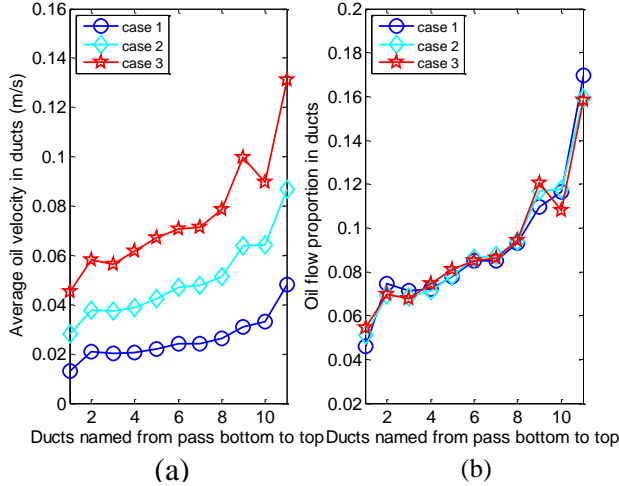 0.16
0.14
0.12
0.1
0.08
0.06
0.04
0.02
0
2 4 6 8 10
Average oil velocity in ducts (m/s)
Ducts named from pass bottom to top
case 1
case 2
case 3
(a)
0.2
0.18
0.16
0.14
0.12
0.1
0.08
0.06
0.04
0.02
2 4 6 8 10
Oil flow proportion in ducts
Ducts named from pass bottom to top
case 1
case 2
case 3
(b)